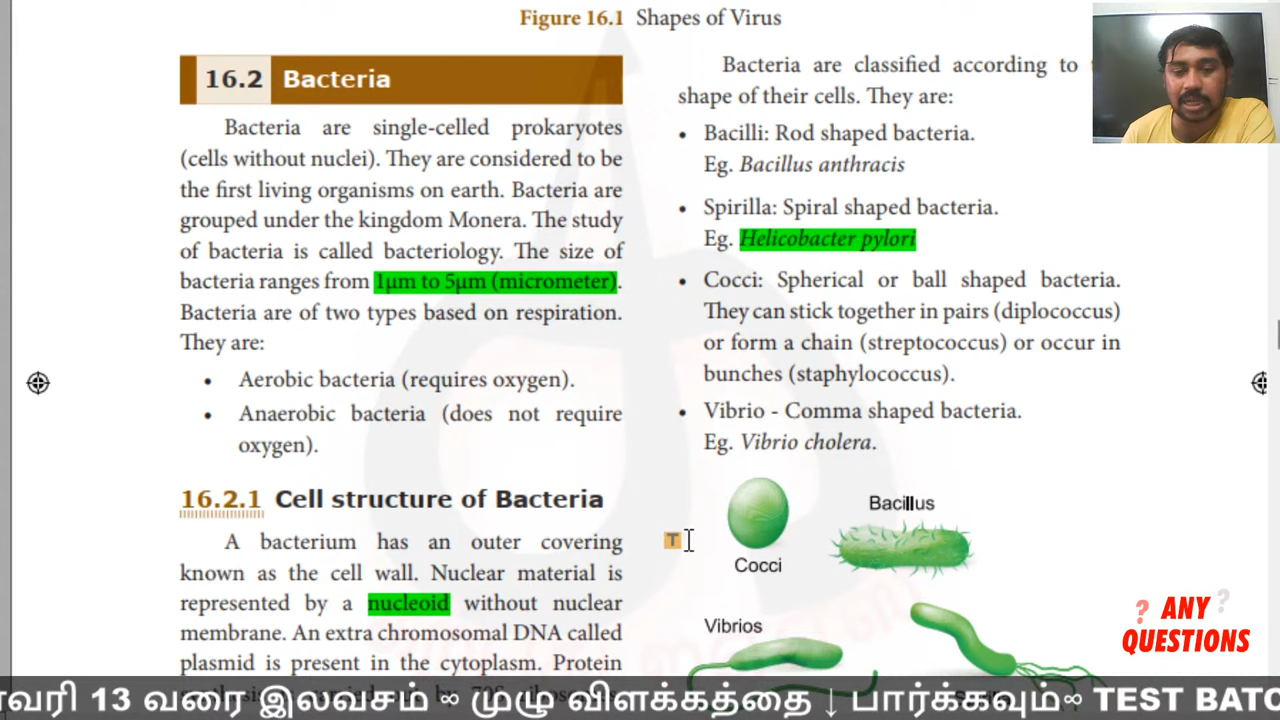 Figure 16.1 Shapes of Virus
16.2 Bacteria
Bacteria are single-celled prokaryotes
(cells without nuclei). They are considered to be
the first living organisms on earth. Bacteria are
grouped under the kingdom Monera. The study
of bacteria is called bacteriology. The size of
bacteria ranges from 1µm to 5µm (micrometer).
Bacteria are of two types based on respiration.
They are:
• Aerobic bacteria (requires oxygen).
• Anaerobic bacteria (does not require
oxygen).
16.2.1 Cell structure of Bacteria
A bacterium has an outer covering
known as the cell wall. Nuclear material is
represented by a nucleoid without nuclear
membrane. An extra chromosomal DNA called
plasmid is present in the cytoplasm. Protein
Bacteria are classified according to
shape of their cells. They are:
• Bacilli: Rod shaped bacteria.
Eg. Bacillus anthracis
• Spirilla: Spiral shaped bacteria.
Eg. Helicobacter pylori
• Cocci: Spherical or ball shaped bacteria.
They can stick together in pairs (diplococcus)
or form a chain (streptococcus) or occur in
bunches (staphylococcus).
• Vibrio - Comma shaped bacteria.
Eg. Vibrio cholera.
T
Cocci
Bacillus
Vibrios
? ANY ?
QUESTIONS
13 வரை இலவசம் ∞ முழு விளக்கத்தை ↓ பார்க்கவும் ∞ TEST